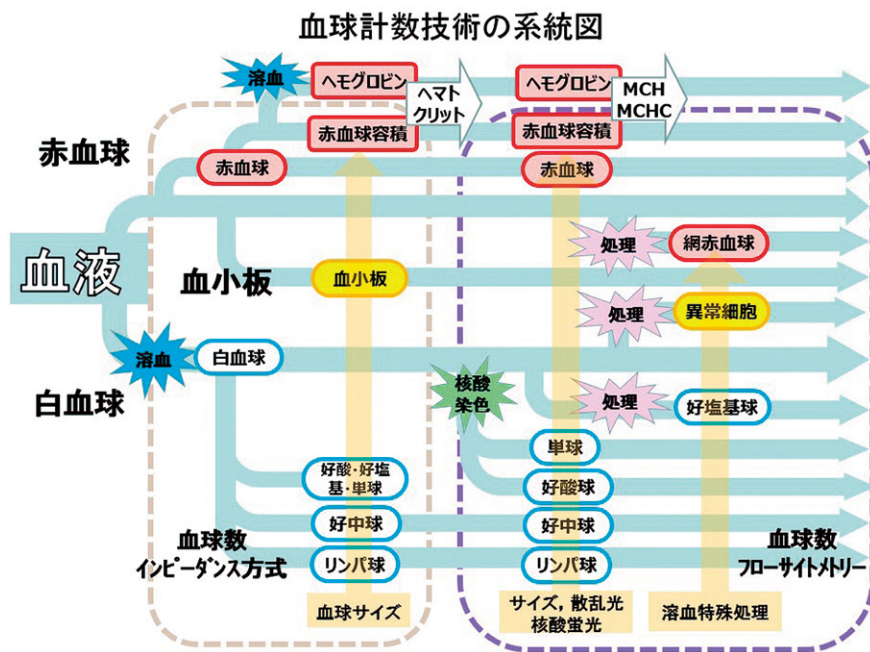 血球計数技術の系統図
溶血
ヘモグロビン
ヘマト
クリット
ヘモグロビン
MCH
MCHC
赤血球
赤血球容積
赤血球容積
赤血球
赤血球
血液
処理
網赤血球
血小板
血小板
処理
異常細胞
溶血
白血球
白血球
核酸
染色
処理
好塩基球
単球
好酸・好塩
基・単球
好酸球
好中球
好中球
血球数
インピーダンス方式
リンパ球
リンパ球
血球数
フローサイトメトリー
血球サイズ
サイズ, 散乱光
核酸蛍光
溶血特殊処理